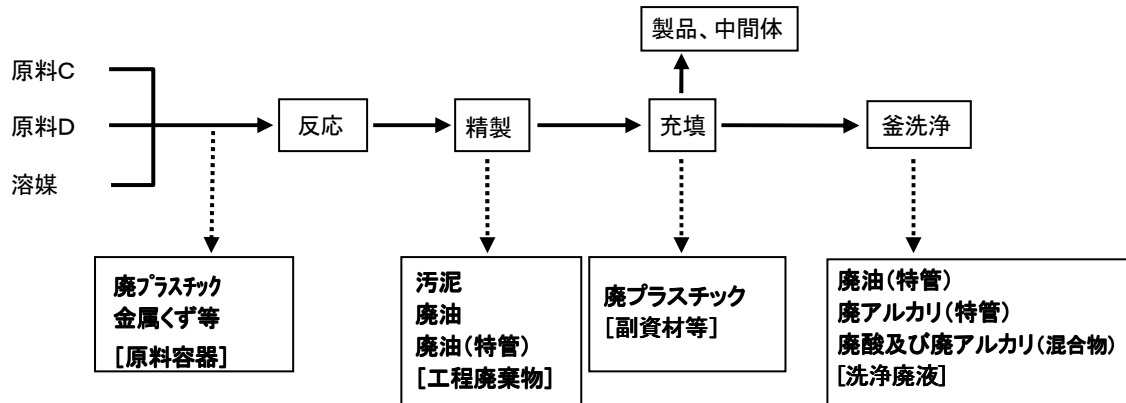 製品、中間体
原料C
原料D
溶媒
反応
精製
充填
釜洗浄
廃プラスチック
金属くず等
[原料容器]
汚泥
廃油
廃油(特管)
[工程廃棄物]
廃プラスチック
[副資材等]
廃油(特管)
廃アルカリ(特管)
廃酸及び廃アルカリ(混合物)
[洗浄廃液]